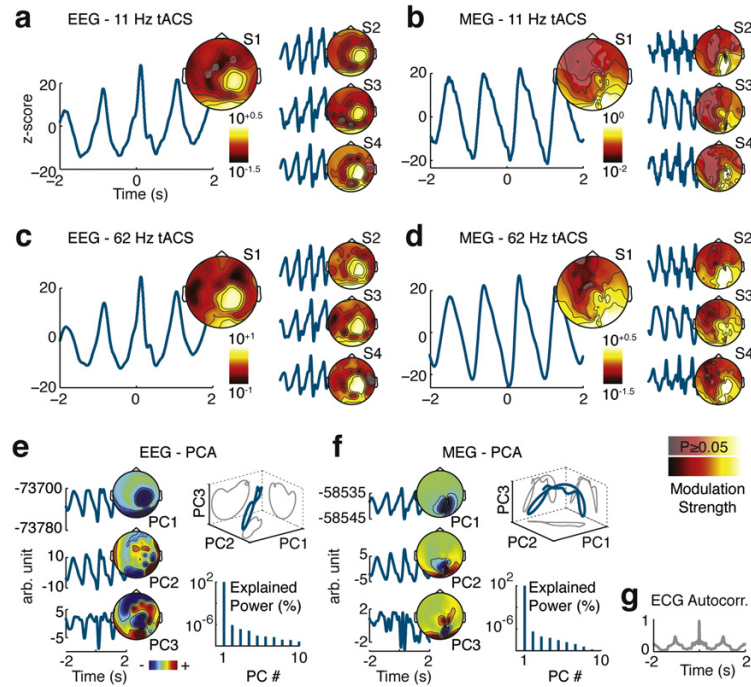 a EEG - 11 Hz tACS
S1
S2
S3
S4
z-score
20
0
-20
-2 0 2
Time (s)
10+0.5
10-1.5
b MEG - 11 Hz tACS
S1
S2
S3
S4
20
0
-20
-2 0 2
100
10-2
c EEG - 62 Hz tACS
S1
S2
S3
S4
20
0
-20
-2 0 2
10+1
10-1
d MEG - 62 Hz tACS
S1
S2
S3
S4
20
0
-20
-2 0 2
10+0.5
10-1.5
e EEG - PCA
-73700
-73780
PC1
arb. unit
10
0
-10
PC2
5
-5
PC3
-2 2
Time (s)
- +
PC3
PC2
PC1
10^2
10^-6
Explained
Power (%)
1 10
PC #
f MEG - PCA
-58535
-58545
PC1
arb. unit
5
0
-5
PC2
5
-5
PC3
-2 2
Time (s)
PC3
PC2
PC1
10^2
10^-6
Explained
Power (%)
1 10
PC #
P≥0.05
Modulation
Strength
g ECG Autocorr.
1
0
-2 2
Time (s)